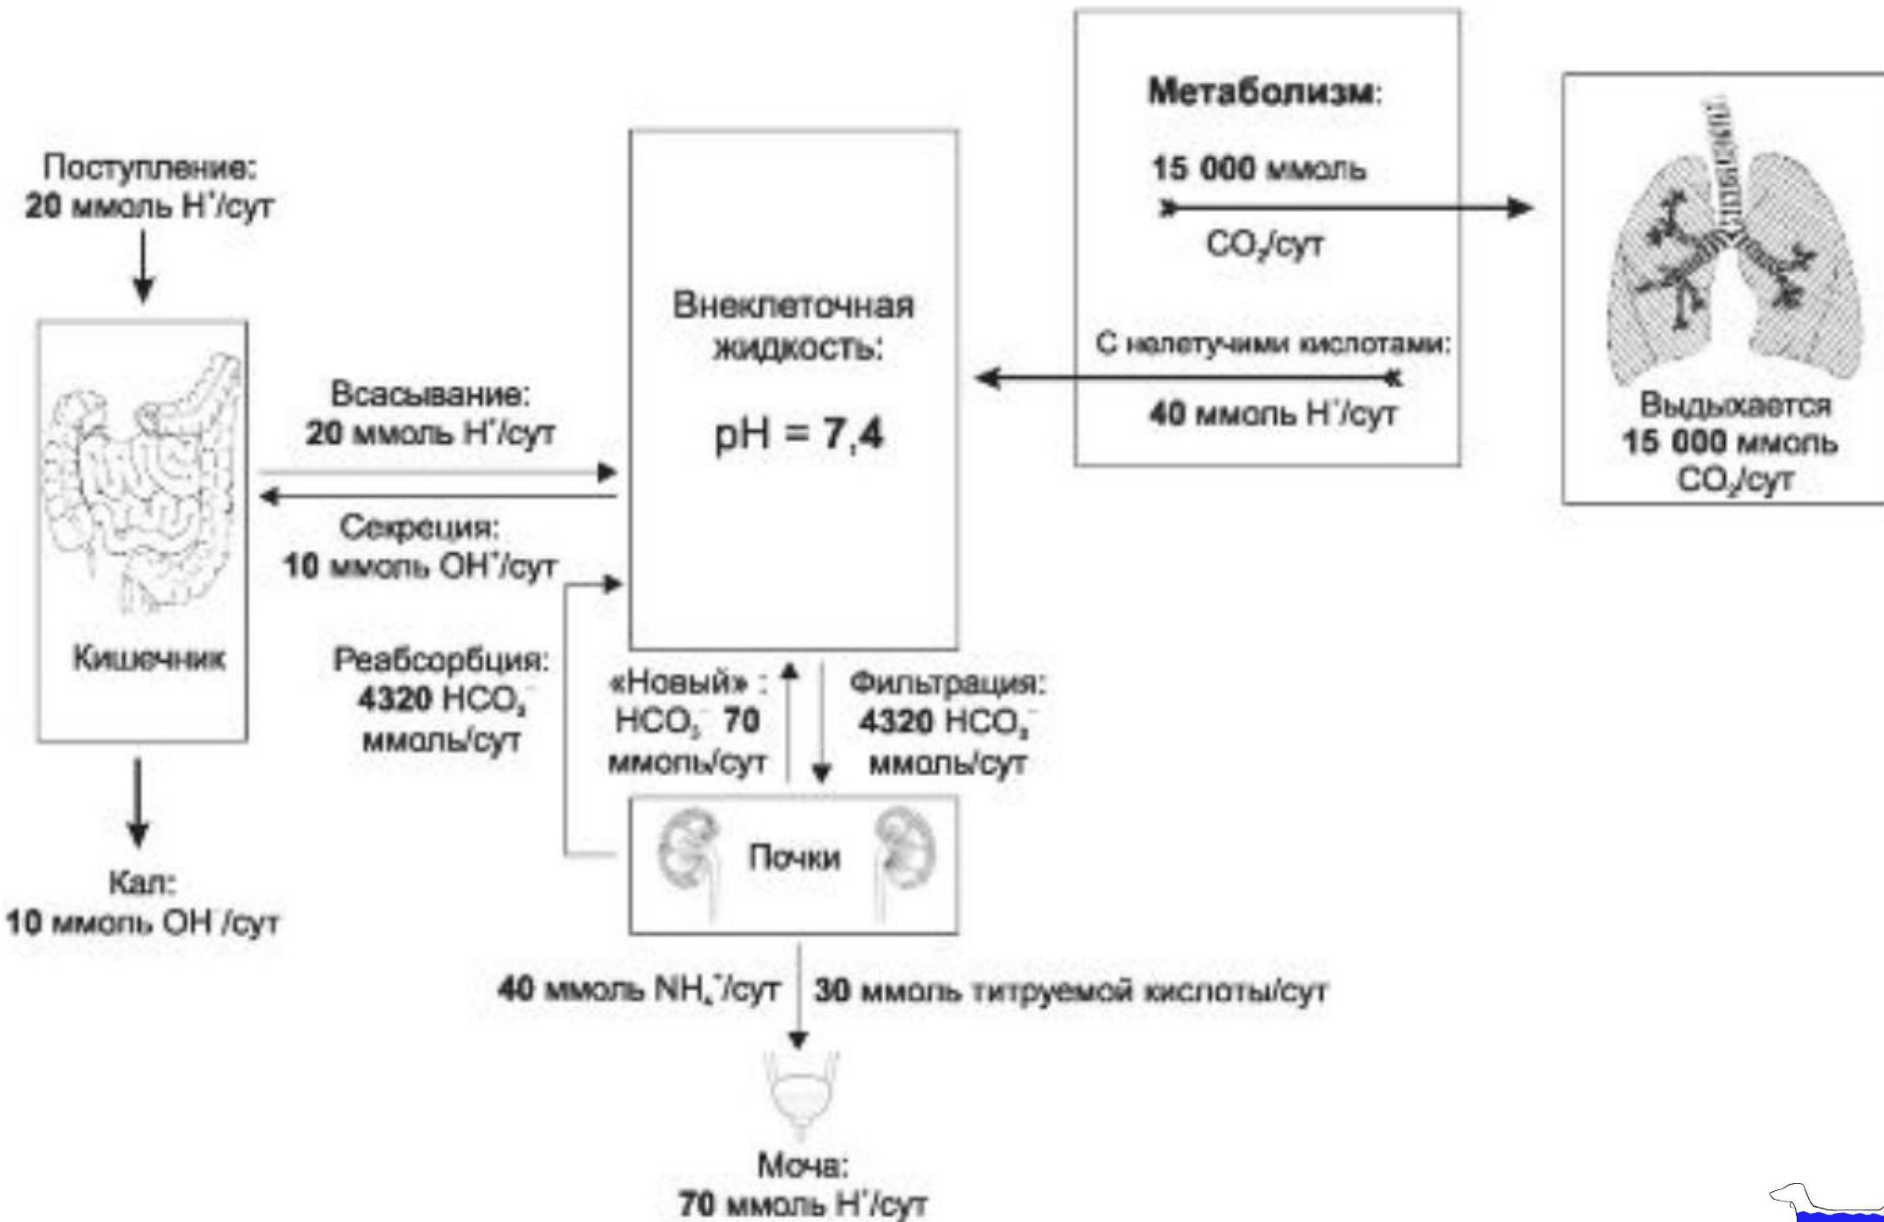 Поступление:
20 ммоль H⁺/сут
Кишечник
Кал:
10 ммоль OH⁻/сут
Всасывание:
20 ммоль H⁺/сут
Секреция:
10 ммоль OH⁻/сут
Реабсорбция:
4320 HCO₃⁻
ммоль/сут
Внеклеточная
жидкость:
pH = 7,4
«Новый» :
HCO₃⁻ 70
ммоль/сут
Фильтрация:
4320 HCO₃⁻
ммоль/сут
Почки
40 ммоль NH₄⁺/сут
30 ммоль титруемой кислоты/сут
Моча:
70 ммоль H⁺/сут
Метаболизм:
15 000 ммоль
CO₂/сут
С нелетучими кислотами:
40 ммоль H⁺/сут
Выдыхается
15 000 ммоль
CO₂/сут